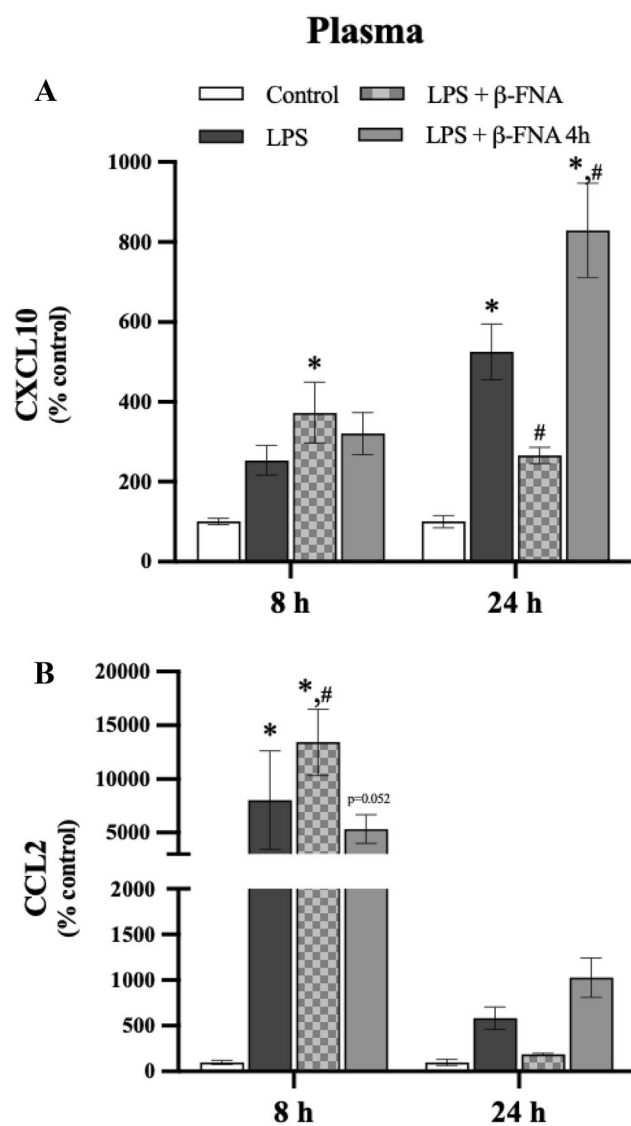 Plasma
A
Control
LPS + β-FNA
LPS
LPS + β-FNA 4h
CXCL10
(% control)
1000
800
600
400
200
0
*
*
#
*,#
8 h
24 h
B
CCL2
(% control)
20000
15000
10000
5000
2000
1500
1000
500
0
*
*,#
p=0.052
8 h
24 h